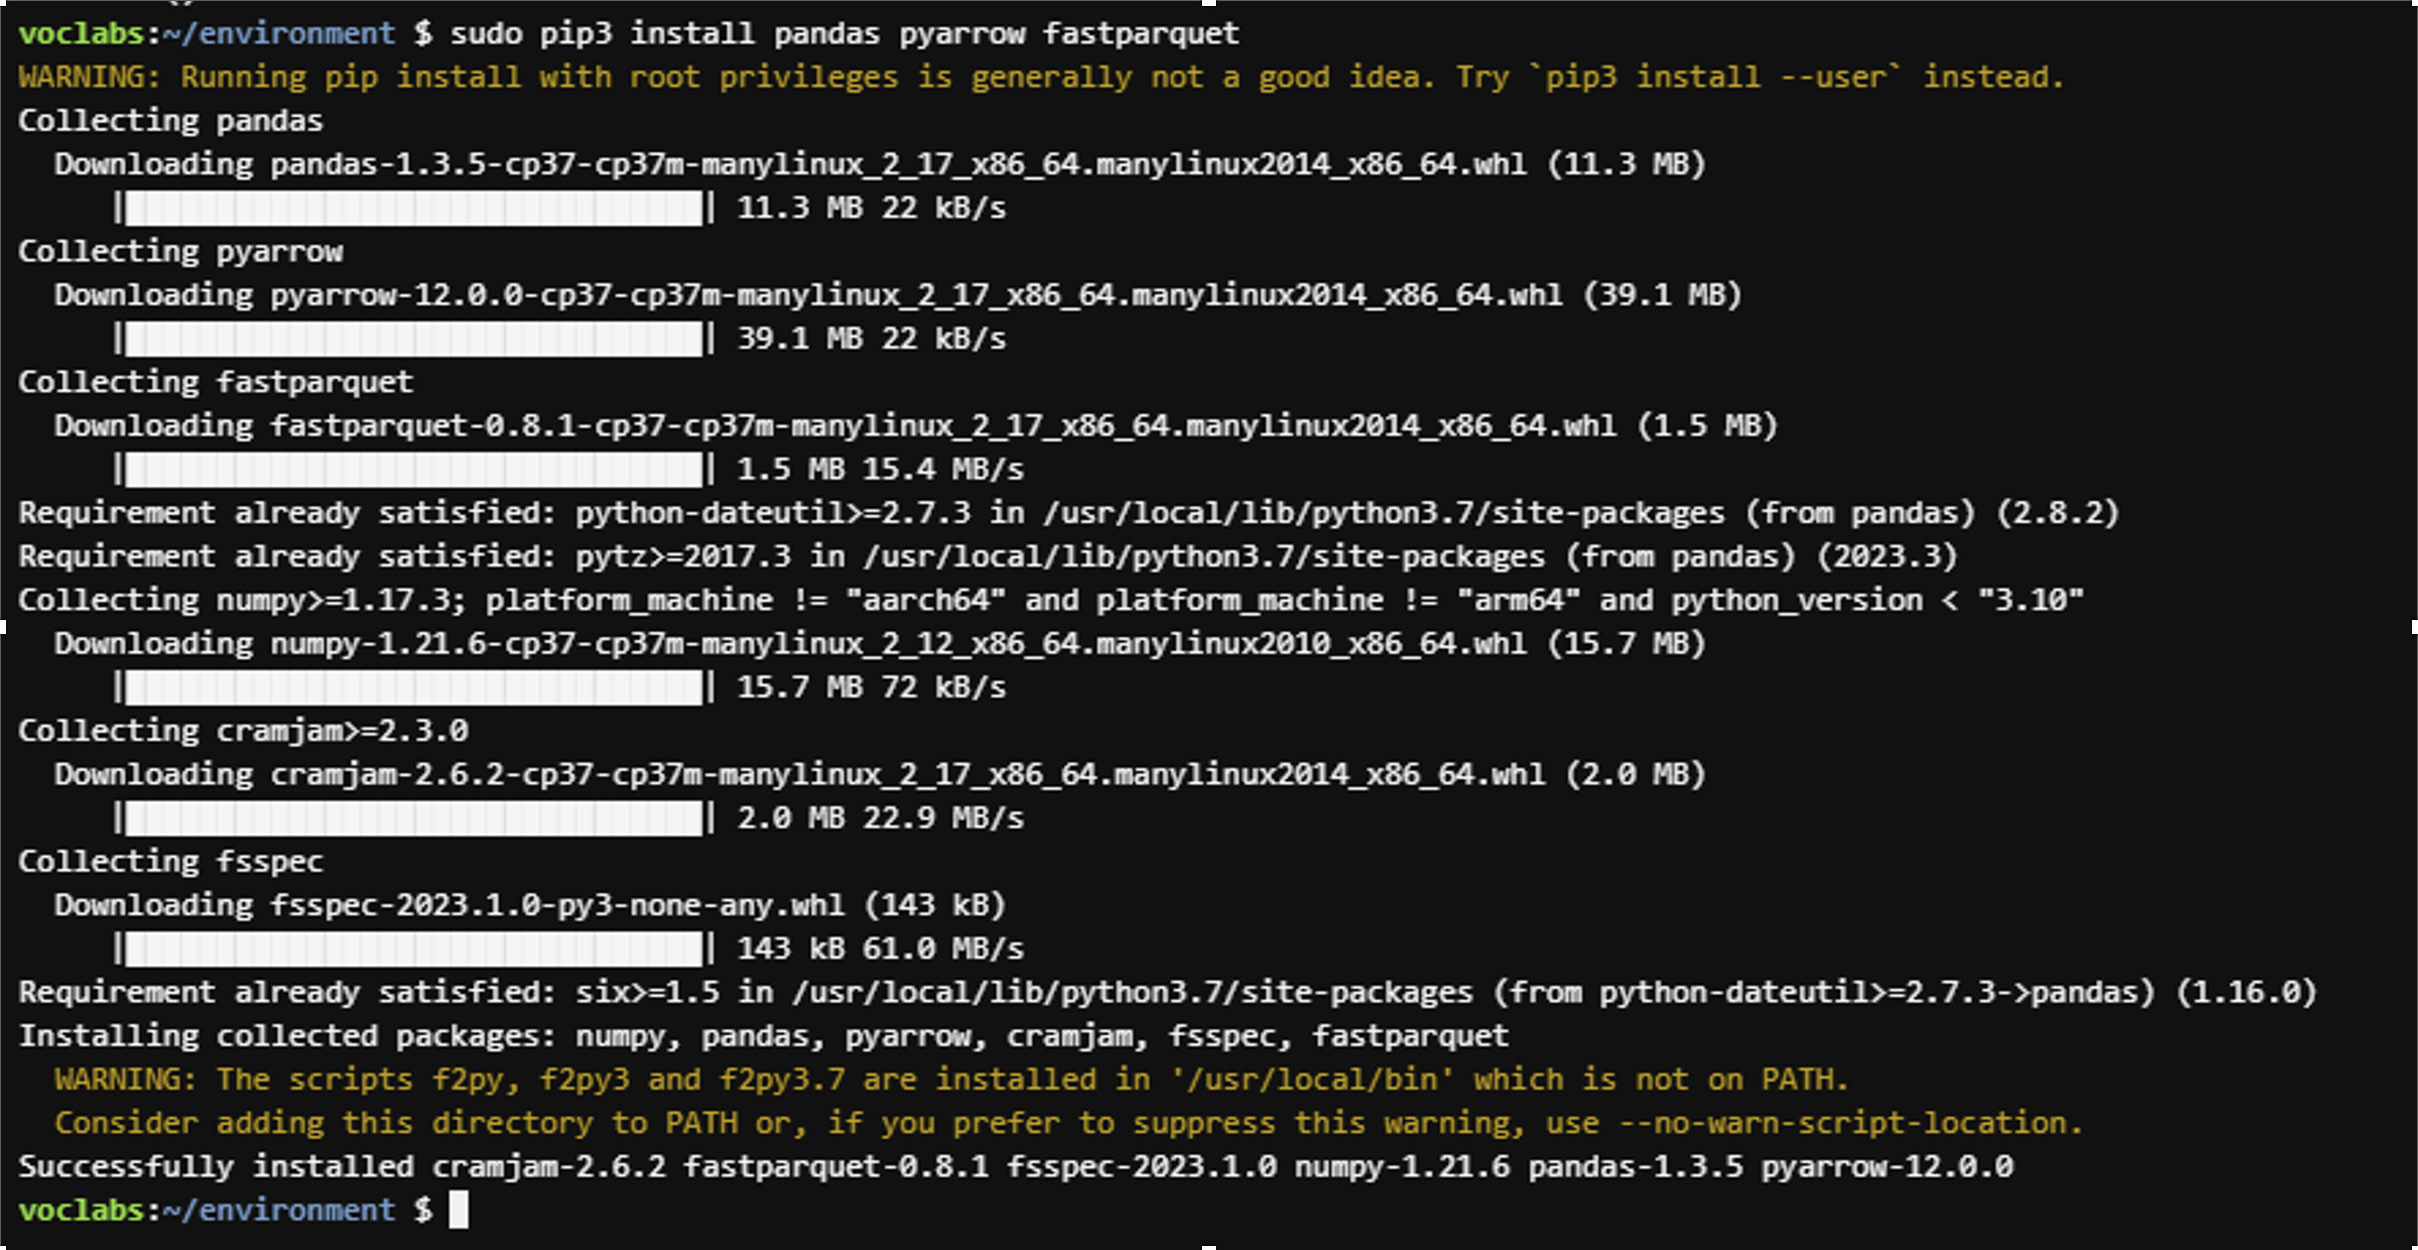 voclabs:~/environment $ sudo pip3 install pandas pyarrow fastparquet
WARNING: Running pip install with root privileges is generally not a good idea. Try `pip3 install --user` instead.
Collecting pandas
  Downloading pandas-1.3.5-cp37-cp37m-manylinux_2_17_x86_64.manylinux2014_x86_64.whl (11.3 MB)
     |████████████████████████████████| 11.3 MB 22 kB/s
Collecting pyarrow
  Downloading pyarrow-12.0.0-cp37-cp37m-manylinux_2_17_x86_64.manylinux2014_x86_64.whl (39.1 MB)
     |████████████████████████████████| 39.1 MB 22 kB/s
Collecting fastparquet
  Downloading fastparquet-0.8.1-cp37-cp37m-manylinux_2_17_x86_64.manylinux2014_x86_64.whl (1.5 MB)
     |████████████████████████████████| 1.5 MB 15.4 MB/s
Requirement already satisfied: python-dateutil>=2.7.3 in /usr/local/lib/python3.7/site-packages (from pandas) (2.8.2)
Requirement already satisfied: pytz>=2017.3 in /usr/local/lib/python3.7/site-packages (from pandas) (2023.3)
Collecting numpy>=1.17.3; platform_machine != "aarch64" and platform_machine != "arm64" and python_version < "3.10"
  Downloading numpy-1.21.6-cp37-cp37m-manylinux_2_12_x86_64.manylinux2010_x86_64.whl (15.7 MB)
     |████████████████████████████████| 15.7 MB 72 kB/s
Collecting cramjam>=2.3.0
  Downloading cramjam-2.6.2-cp37-cp37m-manylinux_2_17_x86_64.manylinux2014_x86_64.whl (2.0 MB)
     |████████████████████████████████| 2.0 MB 22.9 MB/s
Collecting fsspec
  Downloading fsspec-2023.1.0-py3-none-any.whl (143 kB)
     |████████████████████████████████| 143 kB 61.0 MB/s
Requirement already satisfied: six>=1.5 in /usr/local/lib/python3.7/site-packages (from python-dateutil>=2.7.3->pandas) (1.16.0)
Installing collected packages: numpy, pandas, pyarrow, cramjam, fsspec, fastparquet
  WARNING: The scripts f2py, f2py3 and f2py3.7 are installed in '/usr/local/bin' which is not on PATH.
  Consider adding this directory to PATH or, if you prefer to suppress this warning, use --no-warn-script-location.
Successfully installed cramjam-2.6.2 fastparquet-0.8.1 fsspec-2023.1.0 numpy-1.21.6 pandas-1.3.5 pyarrow-12.0.0
voclabs:~/environment $